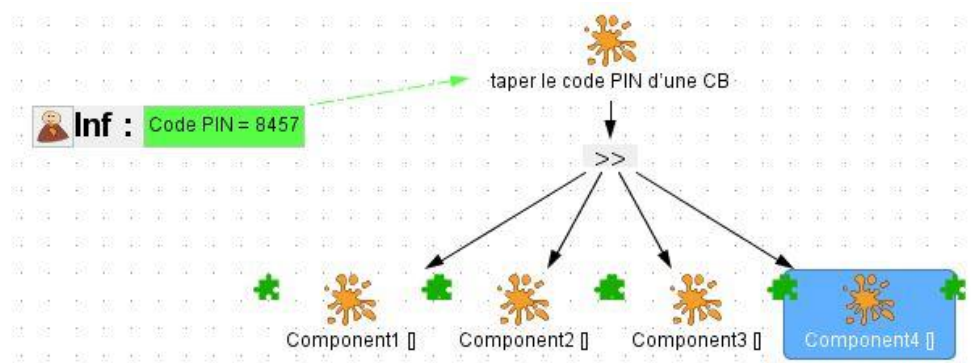 taper le code PIN d'une CB
Inf : Code PIN = 8457
>>
Component1 [] Component2 [] Component3 [] Component4 []